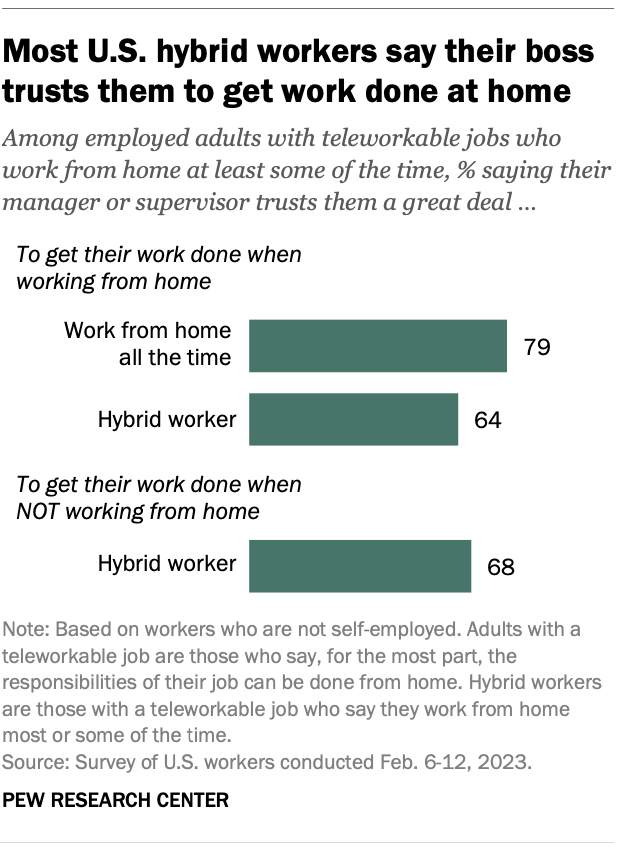 Most U.S. hybrid workers say their boss
trusts them to get work done at home
Among employed adults with teleworkable jobs who
work from home at least some of the time, % saying their
manager or supervisor trusts them a great deal ...
To get their work done when
working from home
Work from home
all the time
79
Hybrid worker
64
To get their work done when
NOT working from home
Hybrid worker
68
Note: Based on workers who are not self-employed. Adults with a
teleworkable job are those who say, for the most part, the
responsibilities of their job can be done from home. Hybrid workers
are those with a teleworkable job who say they work from home
most or some of the time.
Source: Survey of U.S. workers conducted Feb. 6-12, 2023.
PEW RESEARCH CENTER